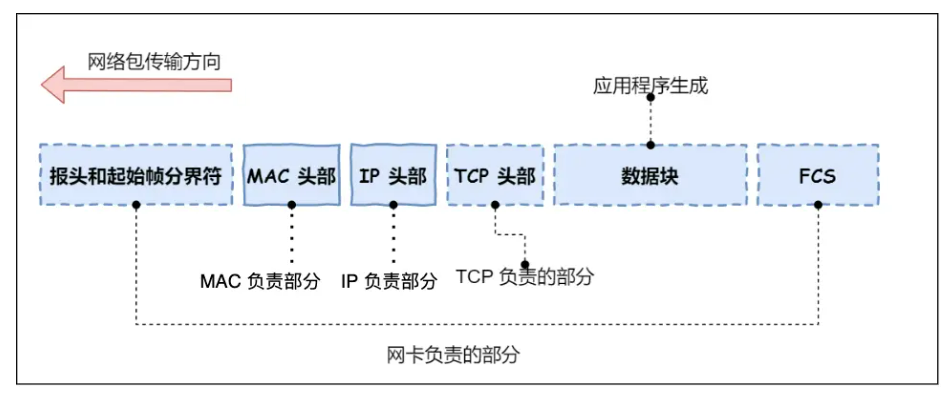 网络包传输方向
应用程序生成
报头和起始帧分界符
MAC 头部
IP 头部
TCP 头部
数据块
FCS
MAC 负责部分
IP 负责部分
TCP 负责的部分
网卡负责的部分